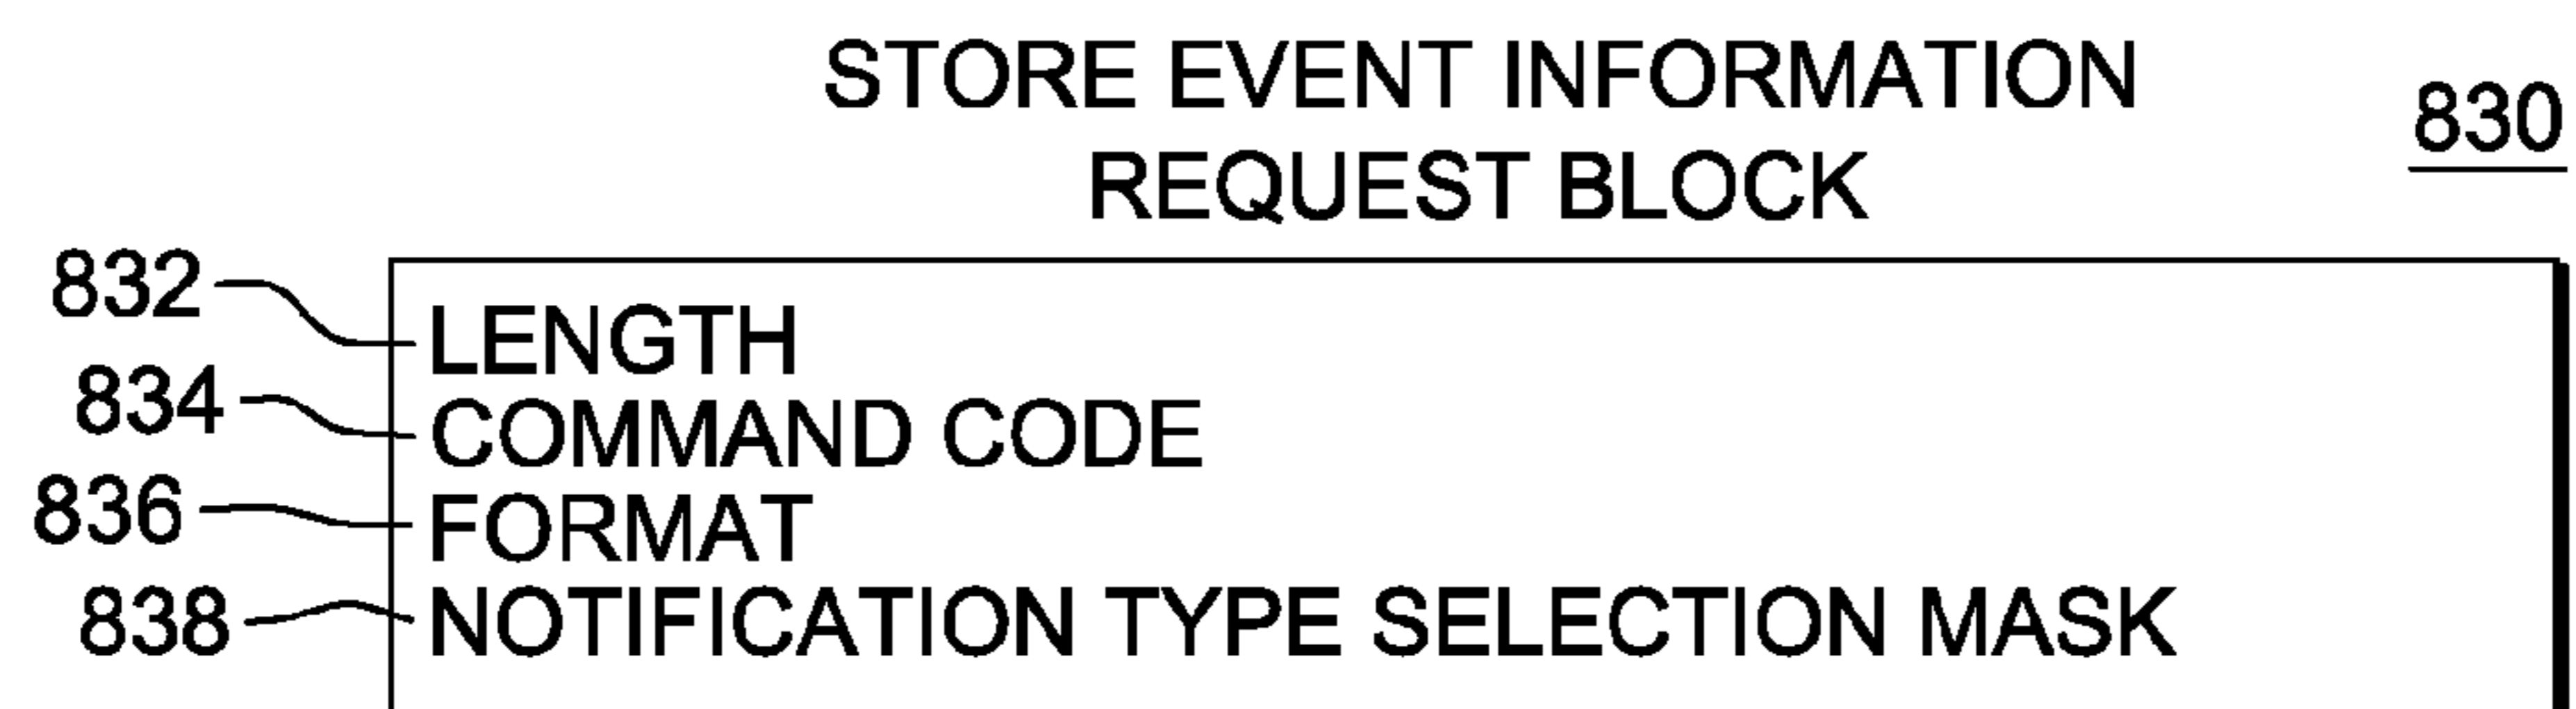 STORE EVENT INFORMATION
REQUEST BLOCK
830
832 LENGTH
834 COMMAND CODE
836 FORMAT
838 NOTIFICATION TYPE SELECTION MASK